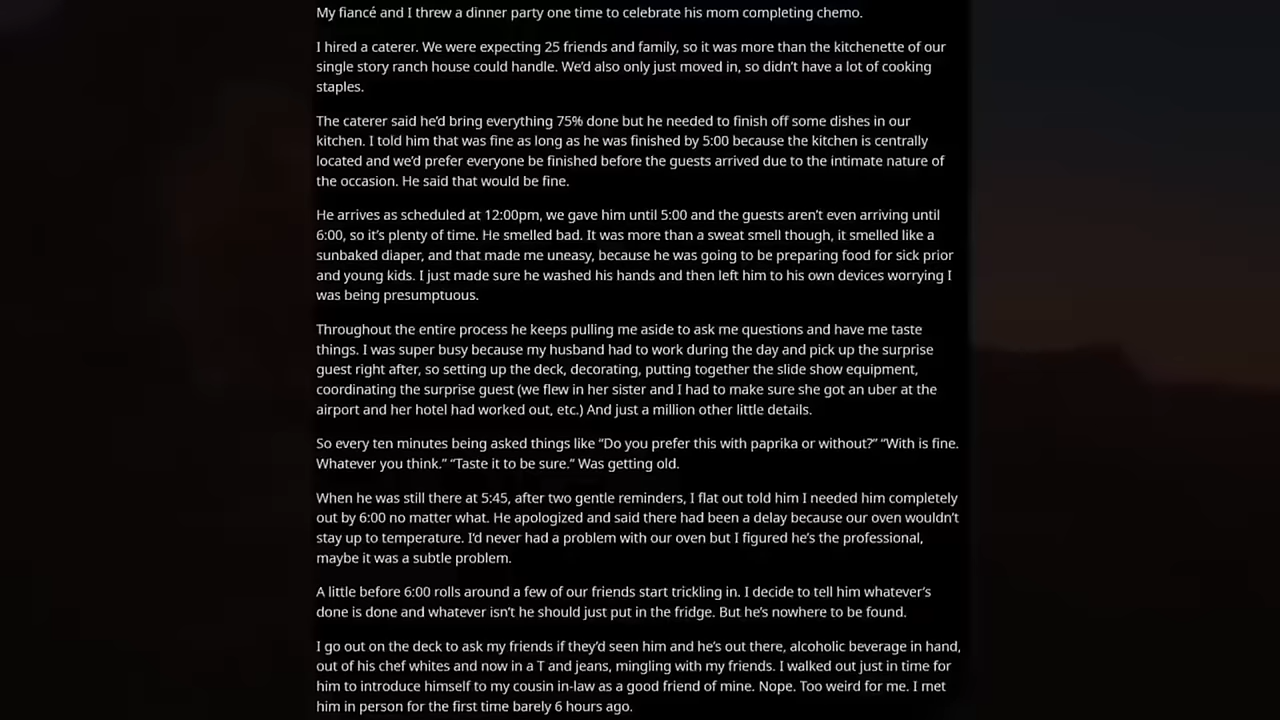 My fiancé and I threw a dinner party one time to celebrate his mom completing chemo.
I hired a caterer. We were expecting 25 friends and family, so it was more than the kitchenette of our
single story ranch house could handle. We'd also only just moved in, so didn't have a lot of cooking
staples.
The caterer said he'd bring everything 75% done but he needed to finish off some dishes in our
kitchen. I told him that was fine as long as he was finished by 5:00 because the kitchen is centrally
located and we'd prefer everyone be finished before the guests arrived due to the intimate nature of
the occasion. He said that would be fine.
He arrives as scheduled at 12:00pm, we gave him until 5:00 and the guests aren't even arriving until
6:00, so it's plenty of time. He smelled bad. It was more than a sweat smell though, it smelled like a
sunbaked diaper, and that made me uneasy, because he was going to be preparing food for sick prior
and young kids. I just made sure he washed his hands and then left him to his own devices worrying I
was being presumptuous.
Throughout the entire process he keeps pulling me aside to ask me questions and have me taste
things. I was super busy because my husband had to work during the day and pick up the surprise
guest right after, so setting up the deck, decorating, putting together the slide show equipment,
coordinating the surprise guest (we flew in her sister and I had to make sure she got an uber at the
airport and her hotel had worked out, etc.) And just a million other little details.
So every ten minutes being asked things like “Do you prefer this with paprika or without?” “With is fine.
Whatever you think.” “Taste it to be sure.” Was getting old.
When he was still there at 5:45, after two gentle reminders, I flat out told him I needed him completely
out by 6:00 no matter what. He apologized and said there had been a delay because our oven wouldn't
stay up to temperature. I'd never had a problem with our oven but I figured he's the professional,
maybe it was a subtle problem.
A little before 6:00 rolls around a few of our friends start trickling in. I decide to tell him whatever's
done is done and whatever isn't he should just put in the fridge. But he's nowhere to be found.
I go out on the deck to ask my friends if they'd seen him and he's out there, alcoholic beverage in hand,
out of his chef whites and now in a T and jeans, mingling with my friends. I walked out just in time for
him to introduce himself to my cousin in-law as a good friend of mine. Nope. Too weird for me. I met
him in person for the first time barely 6 hours ago.